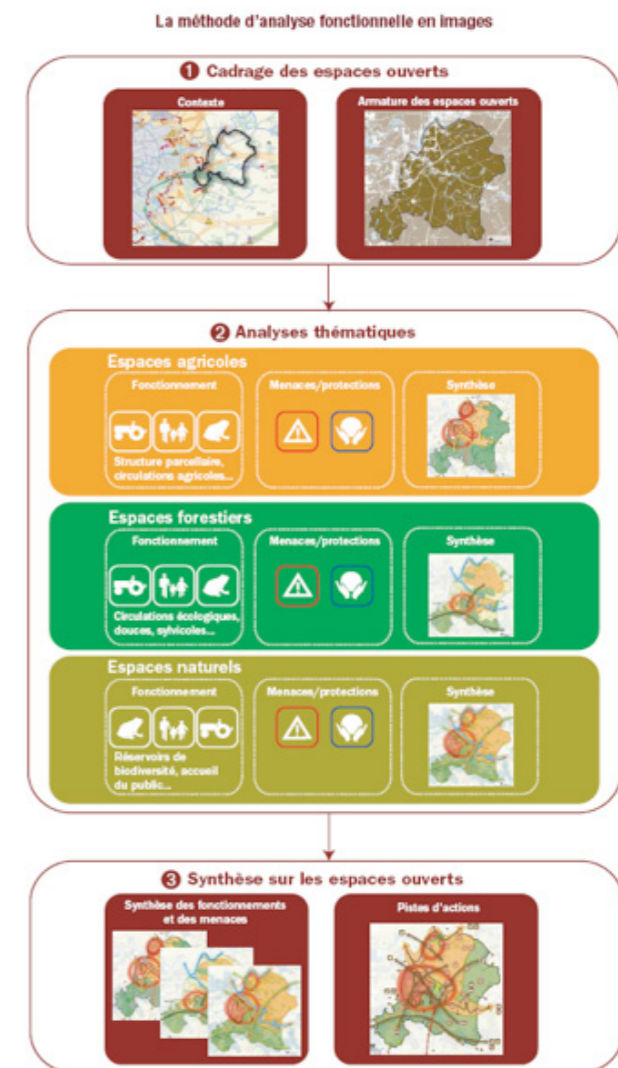 La méthode d'analyse fonctionnelle en images
❶ Cadrage des espaces ouverts
Contexte
Armature des espaces ouverts
❷ Analyses thématiques
Espaces agricoles
Fonctionnement
Menaces/protections
Synthèse
Structure parcellaire,
circulations agricoles...
Espaces forestiers
Fonctionnement
Menaces/protections
Synthèse
Circulations écologiques,
douces, sylvicoles...
Espaces naturels
Fonctionnement
Menaces/protections
Synthèse
Réservoirs de
biodiversité, accueil
du public...
❸ Synthèse sur les espaces ouverts
Synthèse des fonctionnements
et des menaces
Pistes d'actions